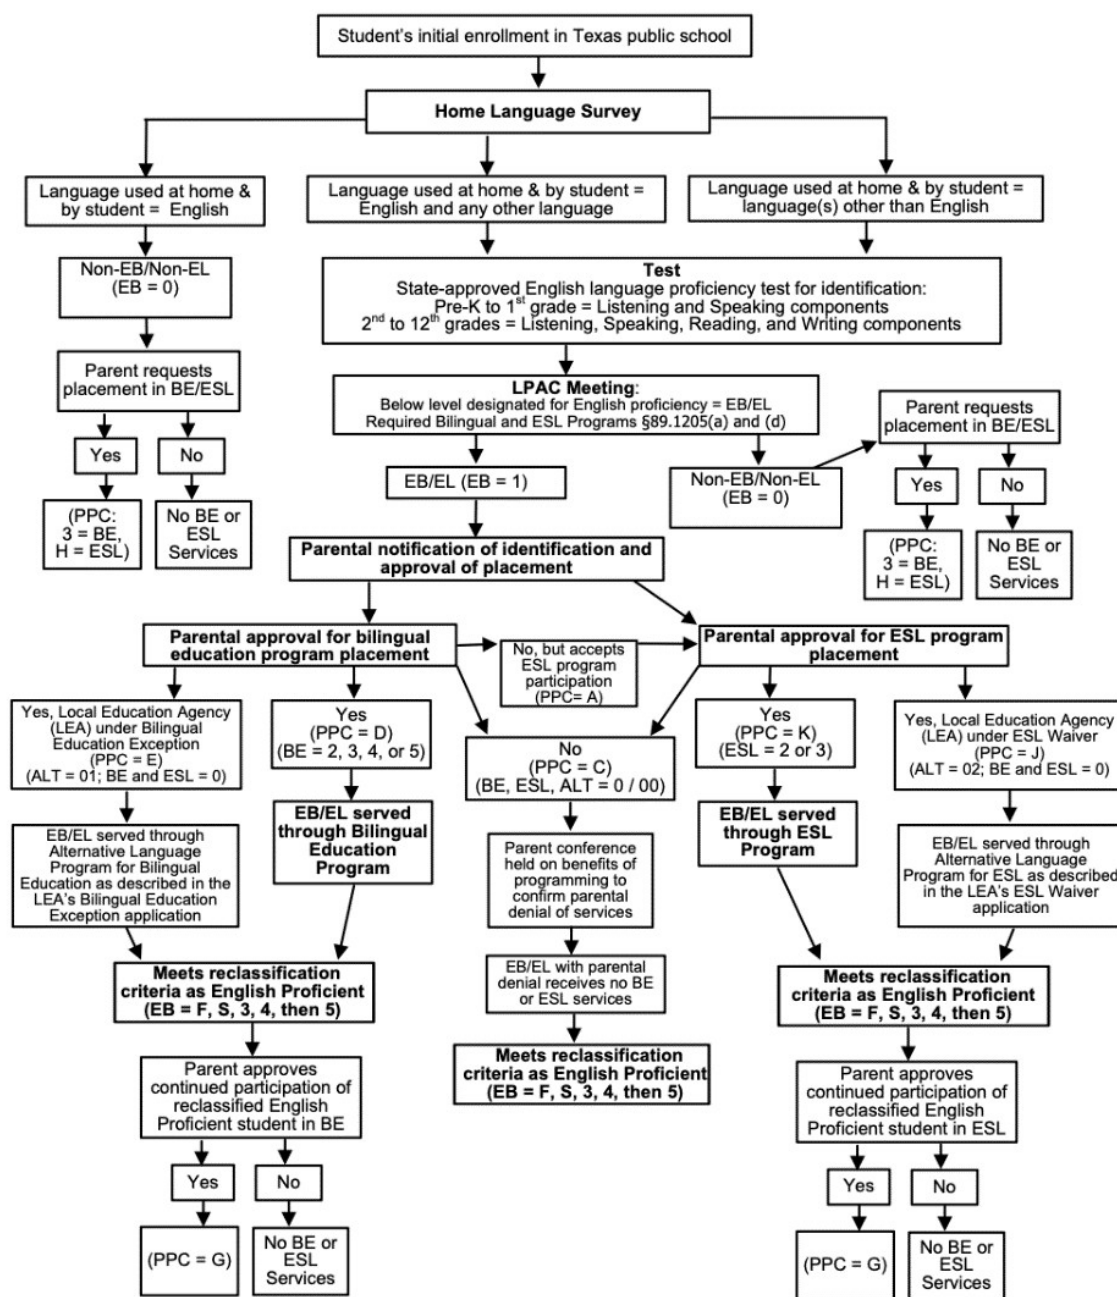 Student's initial enrollment in Texas public school
Home Language Survey
Language used at home &
by student = English
Language used at home & by student =
English and any other language
Language used at home & by student =
language(s) other than English
Non-EB/Non-EL
(EB = 0)
Test
State-approved English language proficiency test for identification:
Pre-K to 1st grade = Listening and Speaking components
2nd to 12th grades = Listening, Speaking, Reading, and Writing components
Parent requests
placement in BE/ESL
Yes
No
(PPC:
3 = BE,
H = ESL)
No BE or
ESL
Services
LPAC Meeting:
Below level designated for English proficiency = EB/EL
Required Bilingual and ESL Programs §89.1205(a) and (d)
EB/EL (EB = 1)
Non-EB/Non-EL
(EB = 0)
Parent requests
placement in BE/ESL
Yes
No
(PPC:
3 = BE,
H = ESL)
No BE or
ESL
Services
Parental notification of identification and
approval of placement
Parental approval for bilingual
education program placement
No, but accepts
ESL program
participation
(PPC= A)
Parental approval for ESL program
placement
Yes, Local Education Agency
(LEA) under Bilingual
Education Exception
(PPC = E)
(ALT = 01; BE and ESL = 0)
Yes
(PPC = D)
(BE = 2, 3, 4, or 5)
No
(PPC = C)
(BE, ESL, ALT = 0 / 00)
Yes
(PPC = K)
(ESL = 2 or 3)
Yes, Local Education Agency
(LEA) under ESL Waiver
(PPC = J)
(ALT = 02; BE and ESL = 0)
EB/EL served through
Alternative Language
Program for Bilingual
Education as described in the
LEA's Bilingual Education
Exception application
EB/EL served
through Bilingual
Education
Program
Parent conference
held on benefits of
programming to
confirm parental
denial of services
EB/EL served
through ESL
Program
EB/EL served through
Alternative Language
Program for ESL as described
in the LEA's ESL Waiver
application
EB/EL with parental
denial receives no BE
or ESL services
Meets reclassification
criteria as English Proficient
(EB = F, S, 3, 4, then 5)
Meets reclassification
criteria as English Proficient
(EB = F, S, 3, 4, then 5)
Meets reclassification
criteria as English Proficient
(EB = F, S, 3, 4, then 5)
Parent approves
continued participation of
reclassified English
Proficient student in BE
Yes
No
(PPC = G)
No BE or
ESL
Services
Parent approves
continued participation of
reclassified English
Proficient student in ESL
Yes
No
(PPC = G)
No BE or
ESL
Services